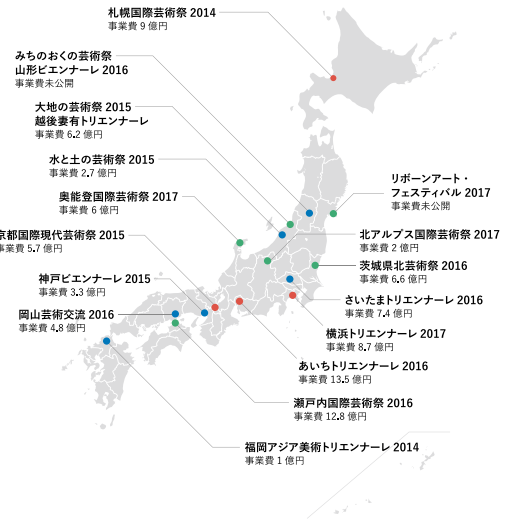 札幌国際芸術祭 2014
事業費 9 億円
みちのおくの芸術祭
山形ビエンナーレ 2016
事業費未公開
大地の芸術祭 2015
越後妻有トリエンナーレ
事業費 6.2 億円
水と土の芸術祭 2015
事業費 2.7 億円
奥能登国際芸術祭 2017
事業費 6 億円
京都国際現代芸術祭 2015
事業費 5.7 億円
神戸ビエンナーレ 2015
事業費 3.3 億円
岡山芸術交流 2016
事業費 4.8 億円
リボーンアート・
フェスティバル 2017
事業費未公開
北アルプス国際芸術祭 2017
事業費 2 億円
茨城県北芸術祭 2016
事業費 6.6 億円
さいたまトリエンナーレ 2016
事業費 7.4 億円
横浜トリエンナーレ 2017
事業費 8.7 億円
あいちトリエンナーレ 2016
事業費 13.5 億円
瀬戸内国際芸術祭 2016
事業費 12.8 億円
福岡アジア美術トリエンナーレ 2014
事業費 1 億円